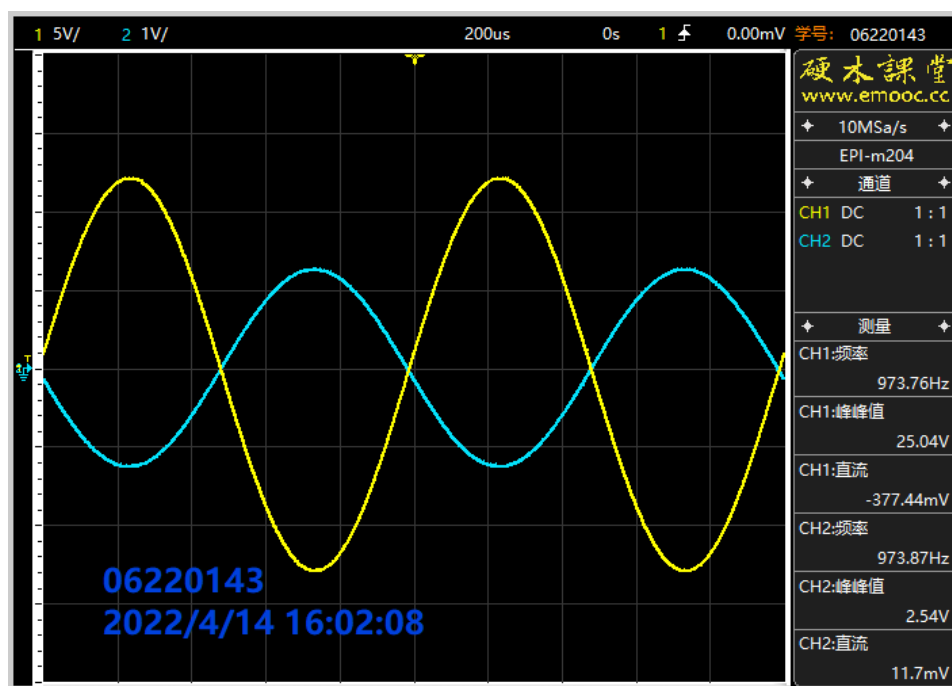 1 5V/ 2 1V/ 200us 0s 1 0.00mV 学号: 06220143
硬木課堂
www.emooc.cc
10MSa/s
EPI-m204
通道
CH1 DC 1 : 1
CH2 DC 1 : 1
测量
CH1:频率
973.76Hz
CH1:峰峰值
25.04V
CH1:直流
-377.44mV
CH2:频率
973.87Hz
CH2:峰峰值
2.54V
CH2:直流
11.7mV
06220143
2022/4/14 16:02:08